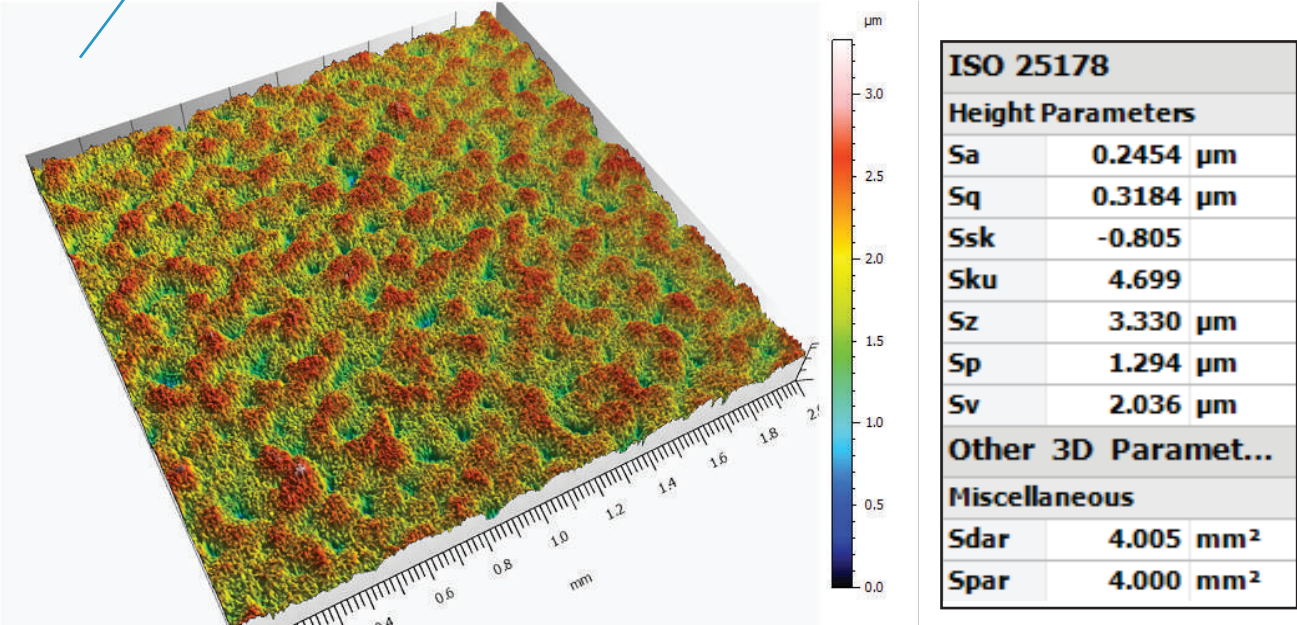 µm
3.0
2.5
2.0
1.5
1.0
0.5
0.0
0.6
0.8
1.0
1.2
1.4
1.6
1.8
mm
ISO 25178
Height Parameters
Sa 0.2454 µm
Sq 0.3184 µm
Ssk -0.805
Sku 4.699
Sz 3.330 µm
Sp 1.294 µm
Sv 2.036 µm
Other 3D Paramet...
Miscellaneous
Sdar 4.005 mm²
Spar 4.000 mm²